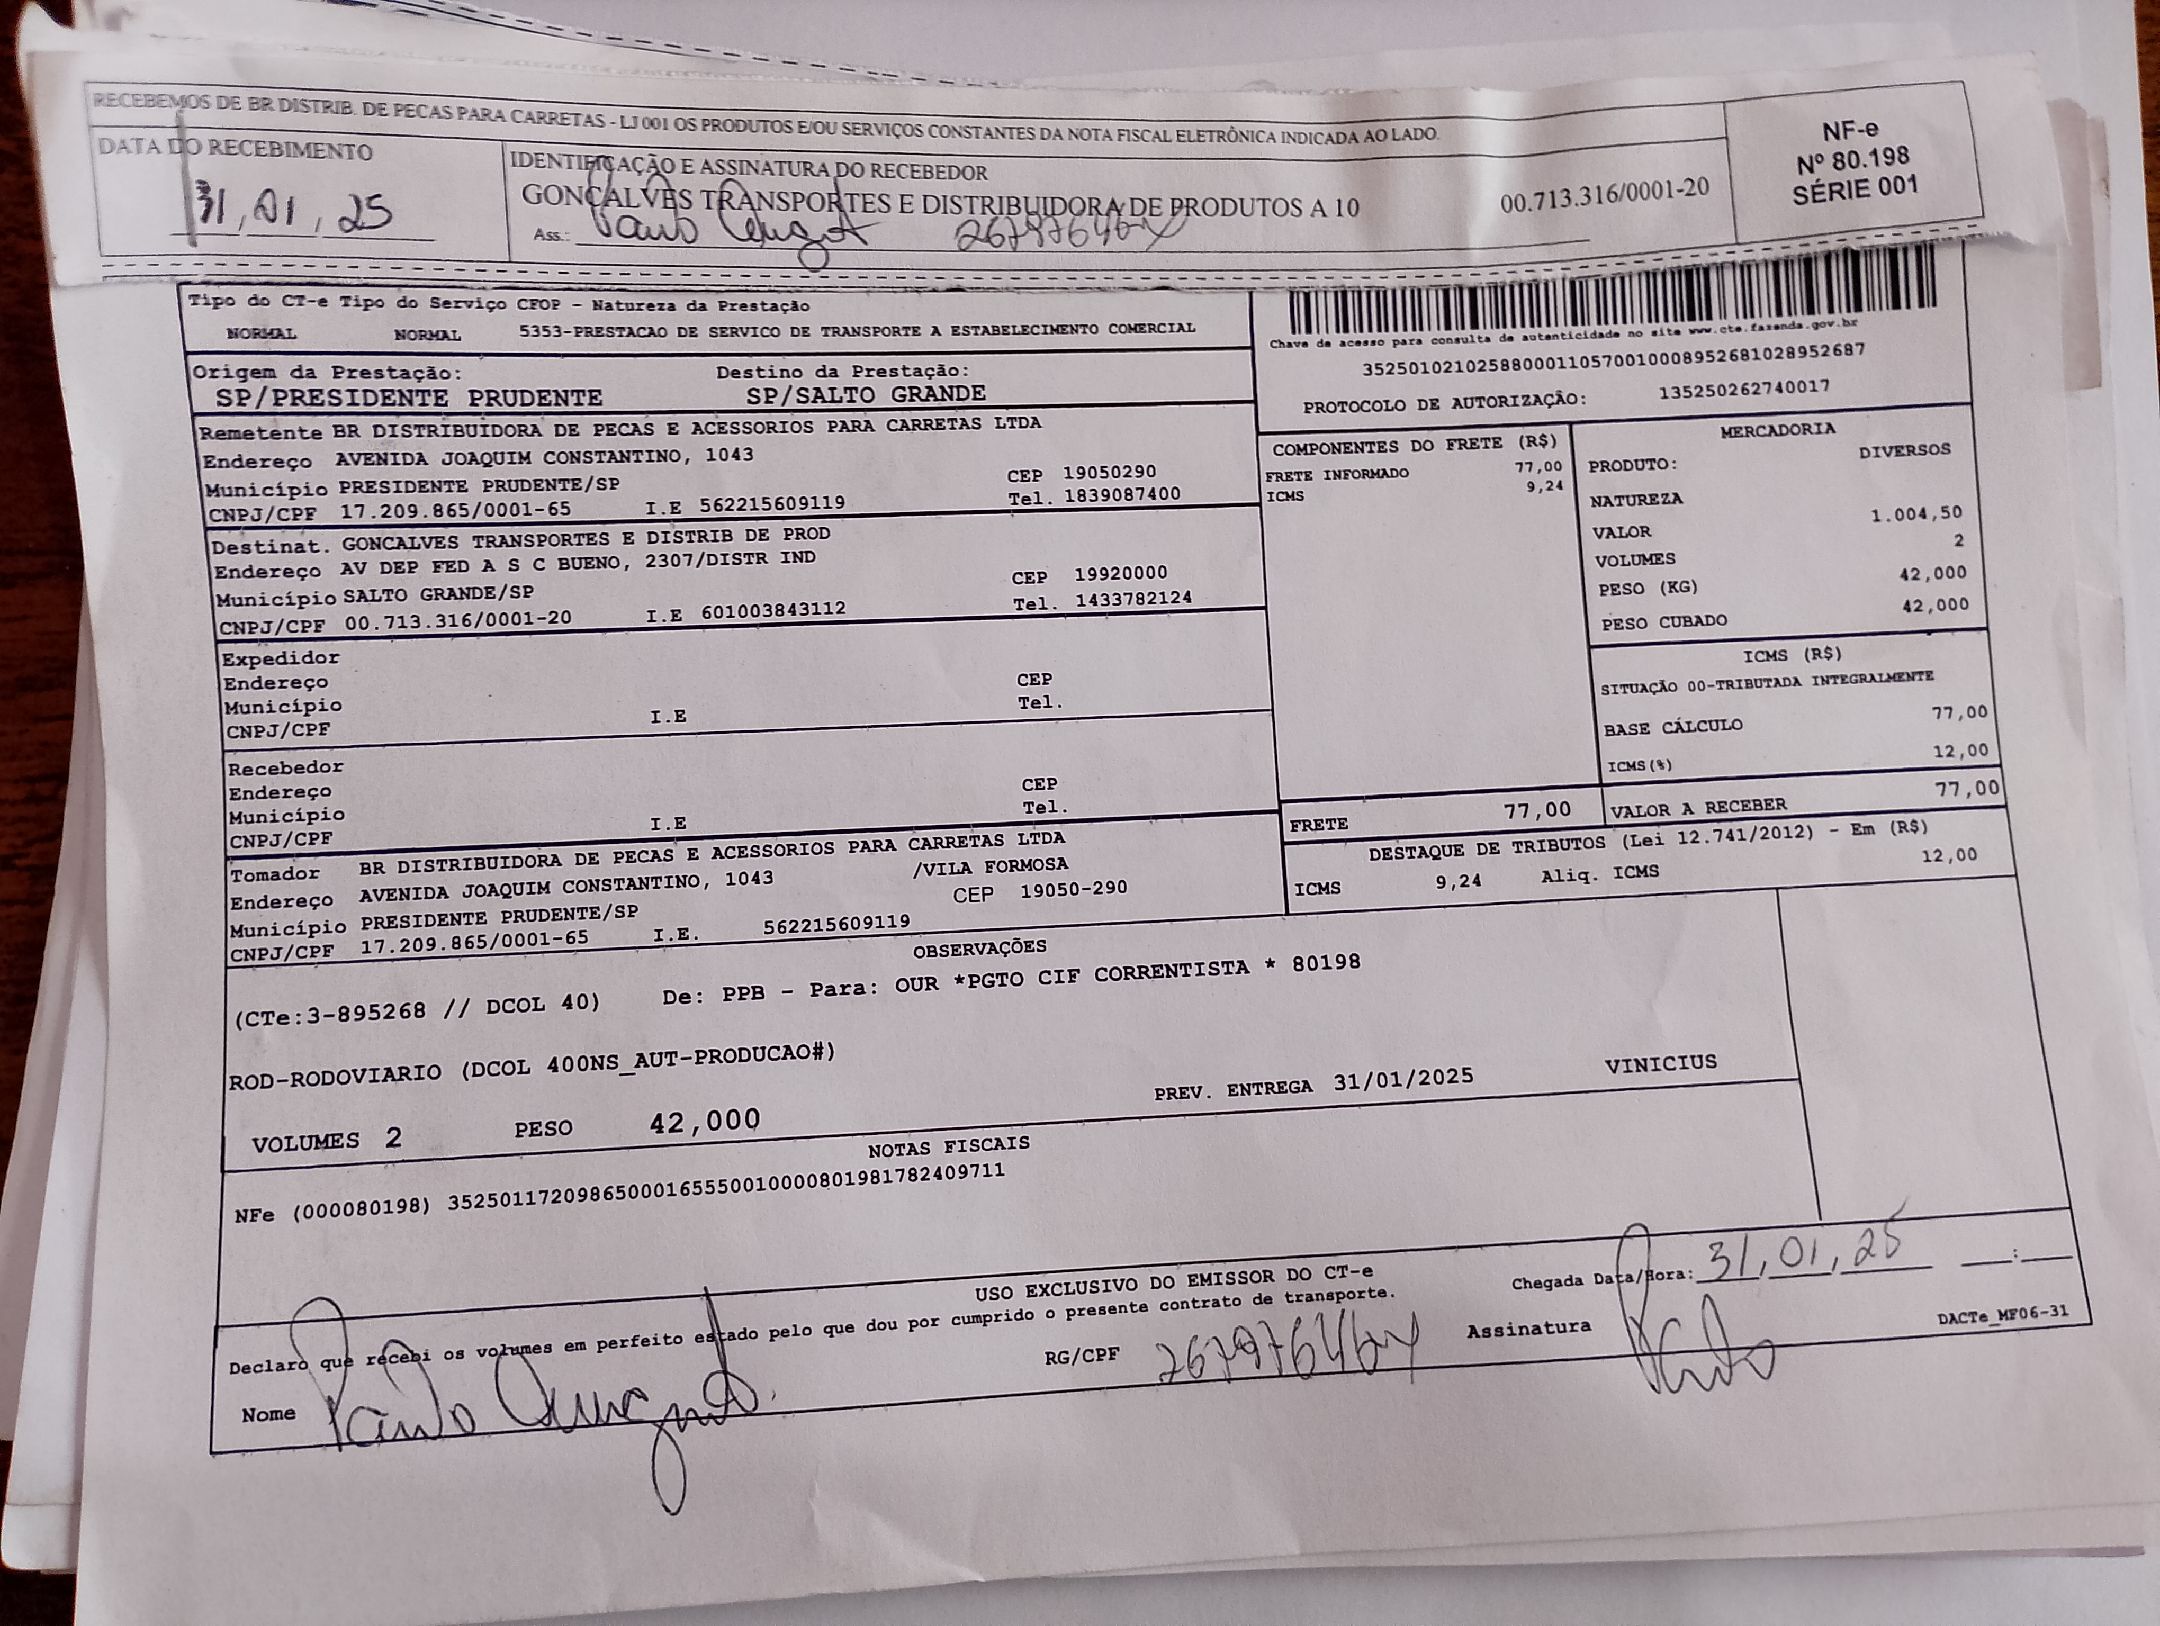 RECEBEMOS DE BR DISTRIB. DE PECAS PARA CARRETAS - LJ 001 OS PRODUTOS E/OU SERVIÇOS CONSTANTES DA NOTA FISCAL ELETRÔNICA INDICADA AO LADO.
DATA DO RECEBIMENTO
31,01,25
IDENTIFICAÇÃO E ASSINATURA DO RECEBEDOR
GONCALVES TRANSPORTES E DISTRIBUIDORA DE PRODUTOS A 10 00.713.316/0001-20
Ass.: Paulo
NF-e
Nº 80.198
SÉRIE 001
Tipo do CT-e Tipo do Serviço CFOP - Natureza da Prestação
NORMAL NORMAL 5353-PRESTACAO DE SERVICO DE TRANSPORTE A ESTABELECIMENTO COMERCIAL
Chave de acesso para consulta de autenticidade no site www.cte.fazenda.gov.br
35250102102588000110570010008952681028952687
PROTOCOLO DE AUTORIZAÇÃO: 135250262740017
Origem da Prestação: Destino da Prestação:
SP/PRESIDENTE PRUDENTE SP/SALTO GRANDE
Remetente BR DISTRIBUIDORA DE PECAS E ACESSORIOS PARA CARRETAS LTDA
Endereço AVENIDA JOAQUIM CONSTANTINO, 1043
Município PRESIDENTE PRUDENTE/SP CEP 19050290
CNPJ/CPF 17.209.865/0001-65 I.E 562215609119 Tel. 1839087400
Destinat. GONCALVES TRANSPORTES E DISTRIB DE PROD
Endereço AV DEP FED A S C BUENO, 2307/DISTR IND
Município SALTO GRANDE/SP CEP 19920000
CNPJ/CPF 00.713.316/0001-20 I.E 601003843112 Tel. 1433782124
Expedidor
Endereço
Município CEP
CNPJ/CPF I.E Tel.
Recebedor
Endereço
Município CEP
CNPJ/CPF I.E Tel.
Tomador BR DISTRIBUIDORA DE PECAS E ACESSORIOS PARA CARRETAS LTDA
Endereço AVENIDA JOAQUIM CONSTANTINO, 1043 /VILA FORMOSA
Município PRESIDENTE PRUDENTE/SP CEP 19050-290
CNPJ/CPF 17.209.865/0001-65 I.E. 562215609119
COMPONENTES DO FRETE (R$)
FRETE INFORMADO 77,00
ICMS 9,24
MERCADORIA
PRODUTO: DIVERSOS
NATUREZA
VALOR 1.004,50
VOLUMES 2
PESO (KG) 42,000
PESO CUBADO 42,000
ICMS (R$)
SITUAÇÃO 00-TRIBUTADA INTEGRALMENTE
BASE CÁLCULO 77,00
ICMS(%) 12,00
FRETE 77,00 VALOR A RECEBER 77,00
DESTAQUE DE TRIBUTOS (Lei 12.741/2012) - Em (R$)
ICMS 9,24 Aliq. ICMS 12,00
OBSERVAÇÕES
(CTe:3-895268 // DCOL 40) De: PPB - Para: OUR *PGTO CIF CORRENTISTA * 80198
ROD-RODOVIARIO (DCOL 400NS_AUT-PRODUCAO#)
VOLUMES 2 PESO 42,000 PREV. ENTREGA 31/01/2025 VINICIUS
NOTAS FISCAIS
NFe (000080198) 35250117209865000165550010000801981782409711
USO EXCLUSIVO DO EMISSOR DO CT-e
Declaro que recebi os volumes em perfeito estado pelo que dou por cumprido o presente contrato de transporte.
Chegada Data/Hora: 31,01,25 __:__
Nome Paulo
RG/CPF
Assinatura Paulo
DACTe_MF06-31